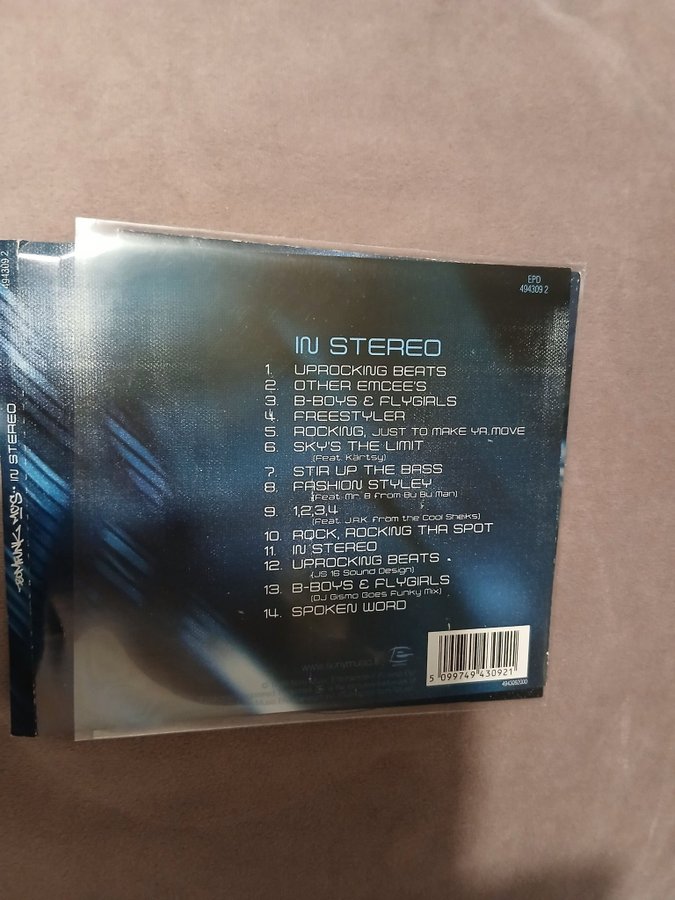 EPD
494309 2
494309 2
IN STEREO
IN STEREO
1. UPROCKING BEATS
2. OTHER EMCEE'S
3. B-BOYS & FLYGIRLS
4. FREESTYLER
5. ROCKING, JUST TO MAKE YA MOVE
6. SKY'S THE LIMIT
(Feat. Kärtsy)
7. STIR UP THE BASS
8. FASHION STYLEY
(Feat. Mr. B from Bu Bu Man)
9. 1,2,3,4
(Feat. J.A.K. from the Cool Sheiks)
10. ROCK, ROCKING THA SPOT
11. IN STEREO
12. UPROCKING BEATS
(JS 16 Sound Design)
13. B-BOYS & FLYGIRLS
(DJ Gismo Goes Funky Mix)
14. SPOKEN WORD
5 099749 430921